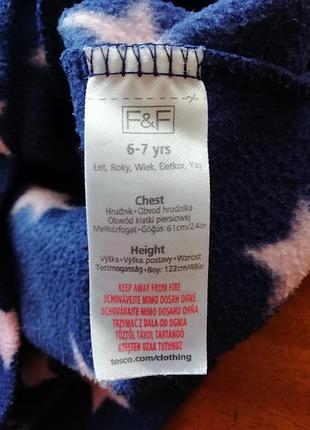 F&F
6-7 yrs
Let, Roky, Wiek, Életkor, Yaş
Chest
Hrudník • Obvod hrudníka
Obwód klatki piersiowej
Mellkörfogat • Göğüs: 61cm/24in
Height
Výška • Výška postavy • Wzrost
Testmagasság • Boy: 122cm/48in
KEEP AWAY FROM FIRE
UCHOVÁVEJTE MIMO DOSAH OHNĚ
UCHOVÁVAŤ MIMO DOSAHU OHŇA
TRZYMAĆ Z DALA OD OGNIA
TŰZTŐL TÁVOL TARTANDÓ
ATEŞTEN UZAK TUTUNUZ
tesco.com/clothing